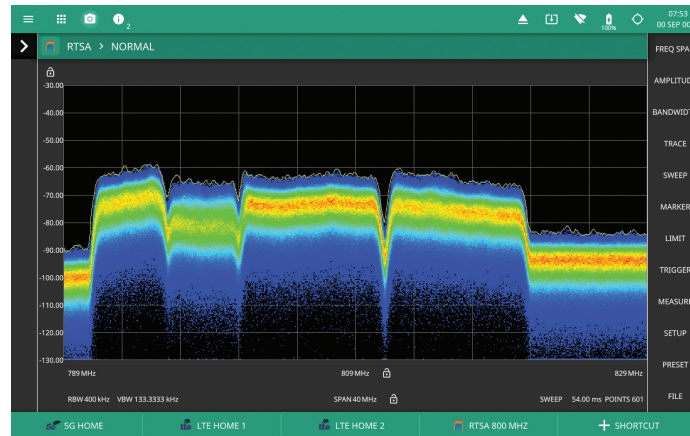 2
100%
07:53
00 SEP 00
RTSA > NORMAL
FREQ SPA
-30.00
AMPLITUD
-40.00
BANDWIDT
-50.00
TRACE
-60.00
SWEEP
-70.00
MARKER
-80.00
LIMIT
-90.00
TRIGGER
-100.00
-110.00
MEASURE
-120.00
SETUP
-130.00
PRESET
789 MHz
809 MHz
829 MHz
RBW 400 kHz VBW 133.3333 kHz
SPAN 40 MHz
SWEEP 54.00 ms POINTS 601
FILE
5G 5G HOME
lte LTE HOME 1
lte LTE HOME 2
RTSA 800 MHZ
+ SHORTCUT